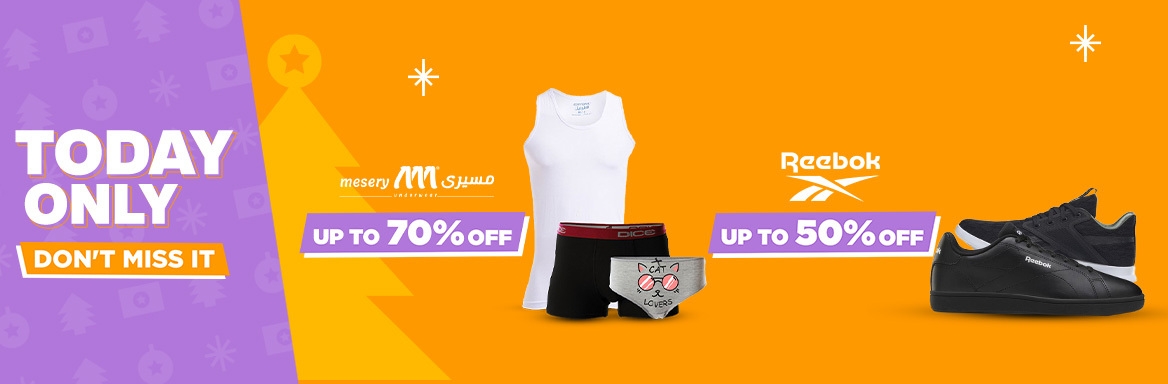 TODAY
ONLY
DON'T MISS IT
mesery مسيرى
underwear
UP TO 70% OFF
DICE
CAT
LOVERS
Reebok
UP TO 50% OFF
Reebok